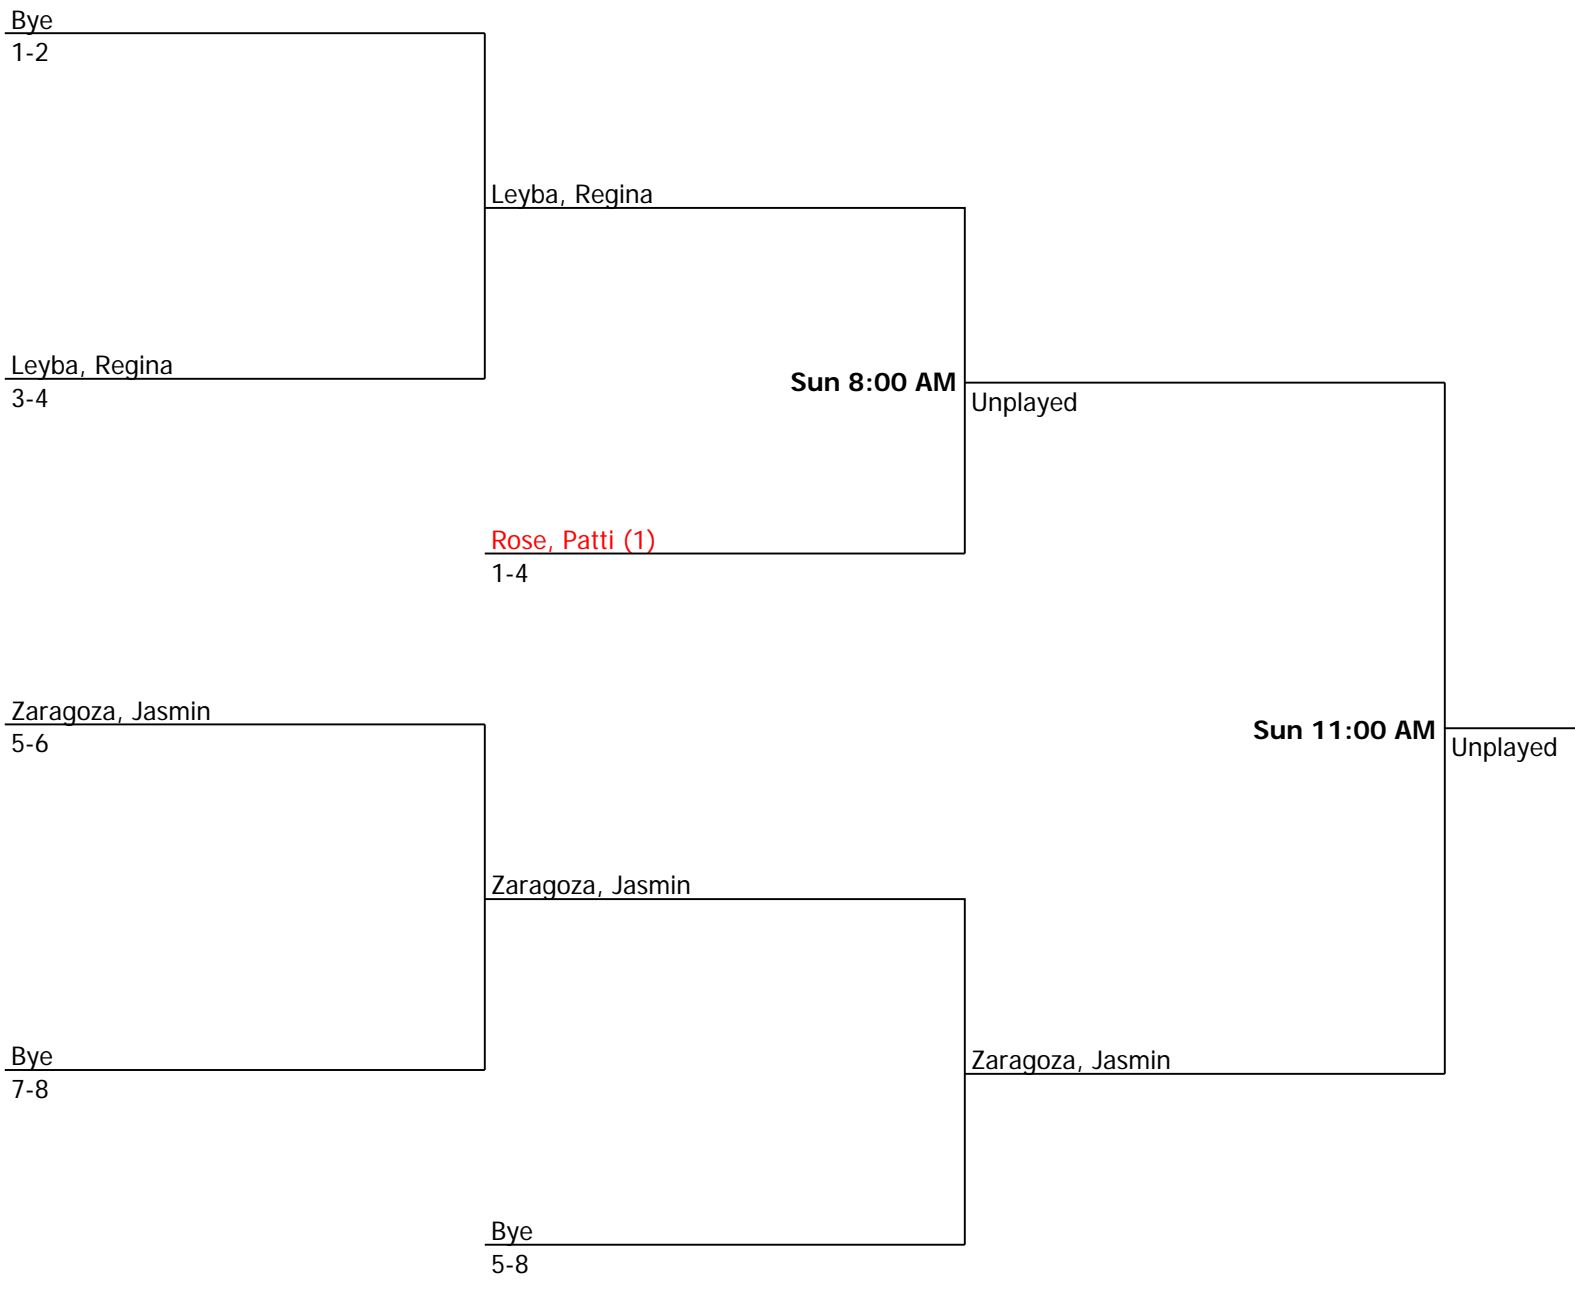 Bye
1-2
Leyba, Regina
Leyba, Regina
3-4
Sun 8:00 AM
Unplayed
Rose, Patti (1)
1-4
Zaragoza, Jasmin
5-6
Sun 11:00 AM
Unplayed
Zaragoza, Jasmin
Bye
7-8
Zaragoza, Jasmin
Bye
5-8